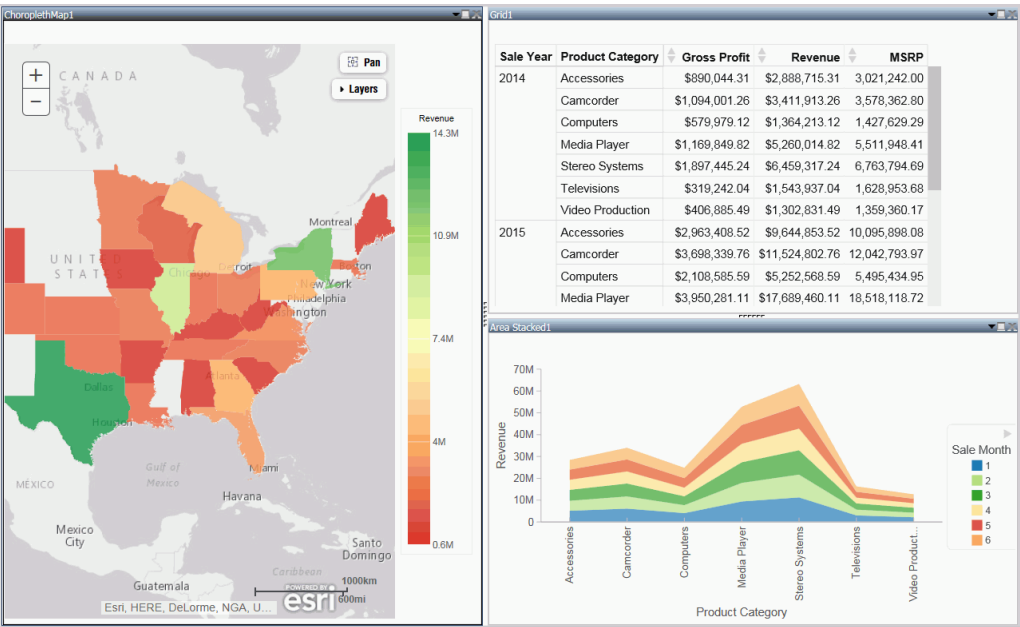 ChoroplethMap1
CANADA
Pan
Layers
Revenue
14.3M
10.9M
7.4M
4M
0.6M
Montreal
UNITED
STATES
Chicago
Detroit
Boston
New York
Philadelphia
Washington
Atlanta
Dallas
Houston
Gulf of
Mexico
Miami
MÉXICO
Havana
Mexico
City
Santo
Domingo
Caribbean
Guatemala
1000km
600mi
POWERED BY
esri
Esri, HERE, DeLorme, NGA, U...
Grid1
Sale Year Product Category Gross Profit Revenue MSRP
2014 Accessories $890,044.31 $2,888,715.31 3,021,242.00
Camcorder $1,094,001.26 $3,411,913.26 3,578,362.80
Computers $579,979.12 $1,364,213.12 1,427,629.29
Media Player $1,169,849.82 $5,260,014.82 5,511,948.41
Stereo Systems $1,897,445.24 $6,459,317.24 6,763,794.69
Televisions $319,242.04 $1,543,937.04 1,628,953.68
Video Production $406,885.49 $1,302,831.49 1,359,360.17
2015 Accessories $2,963,408.52 $9,644,853.52 10,095,898.08
Camcorder $3,698,339.76 $11,524,802.76 12,042,793.97
Computers $2,108,585.59 $5,252,568.59 5,495,434.95
Media Player $3,950,281.11 $17,689,460.11 18,518,118.72
Area Stacked1
70M
60M
50M
40M
30M
20M
10M
0
Revenue
Accessories
Camcorder
Computers
Media Player
Stereo Systems
Televisions
Video Product...
Product Category
Sale Month
1
2
3
4
5
6